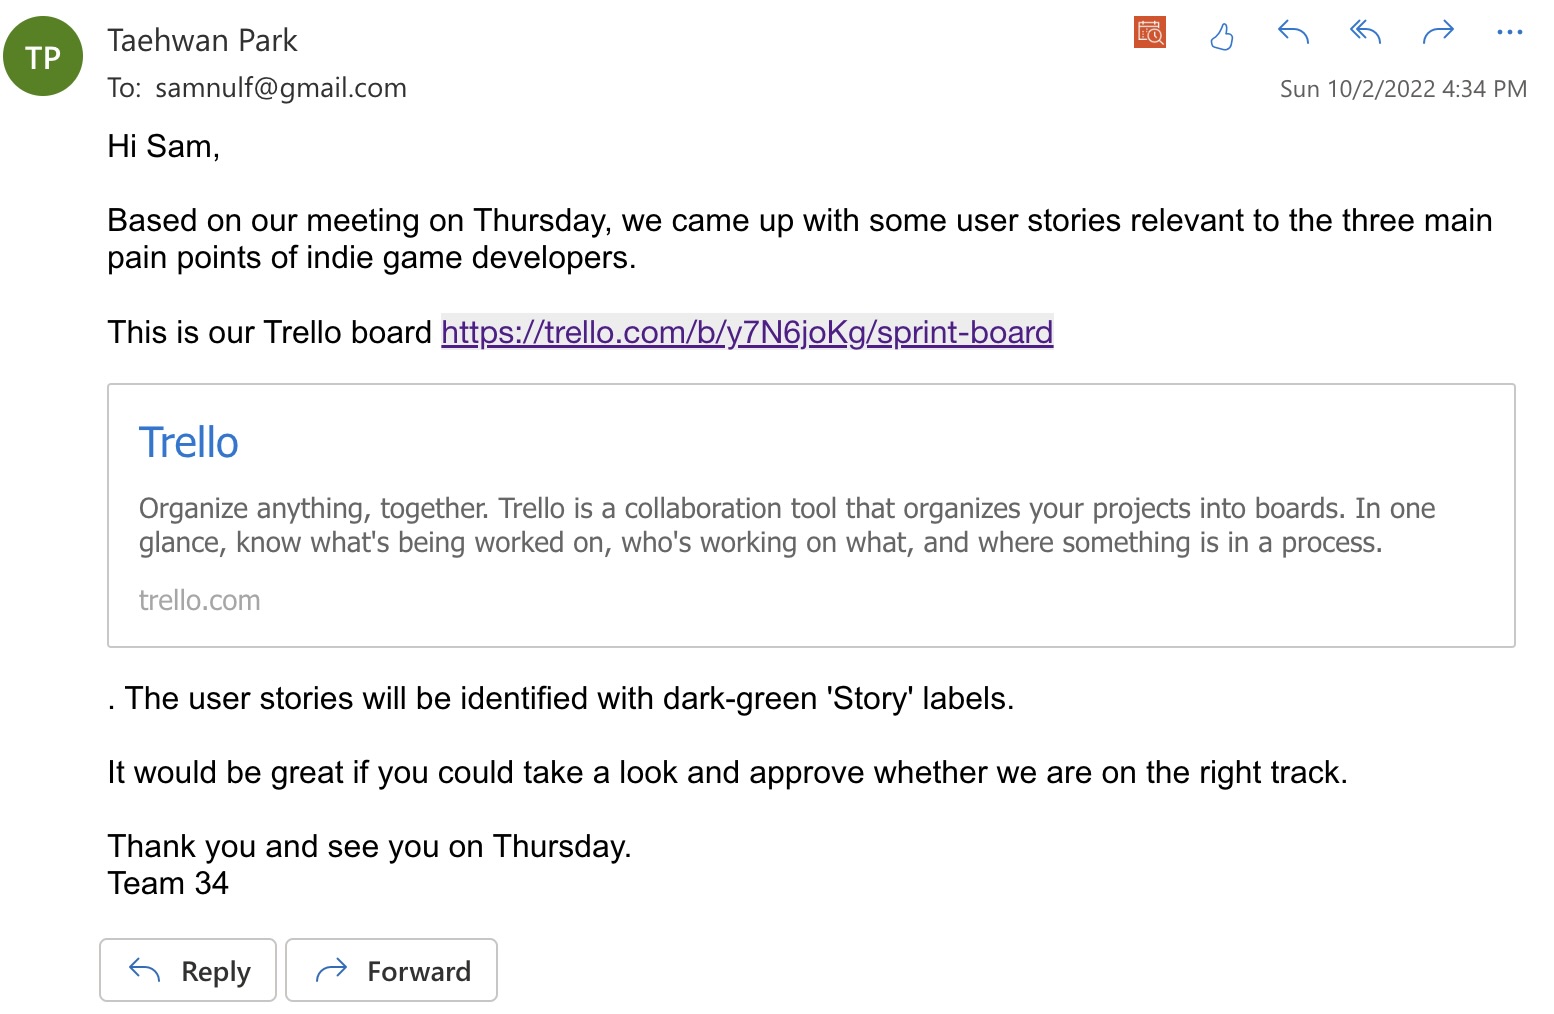 TP
Taehwan Park
To: samnulf@gmail.com
Sun 10/2/2022 4:34 PM
Hi Sam,
Based on our meeting on Thursday, we came up with some user stories relevant to the three main
pain points of indie game developers.
This is our Trello board https://trello.com/b/y7N6joKg/sprint-board
Trello
Organize anything, together. Trello is a collaboration tool that organizes your projects into boards. In one
glance, know what's being worked on, who's working on what, and where something is in a process.
trello.com
. The user stories will be identified with dark-green 'Story' labels.
It would be great if you could take a look and approve whether we are on the right track.
Thank you and see you on Thursday.
Team 34
Reply
Forward